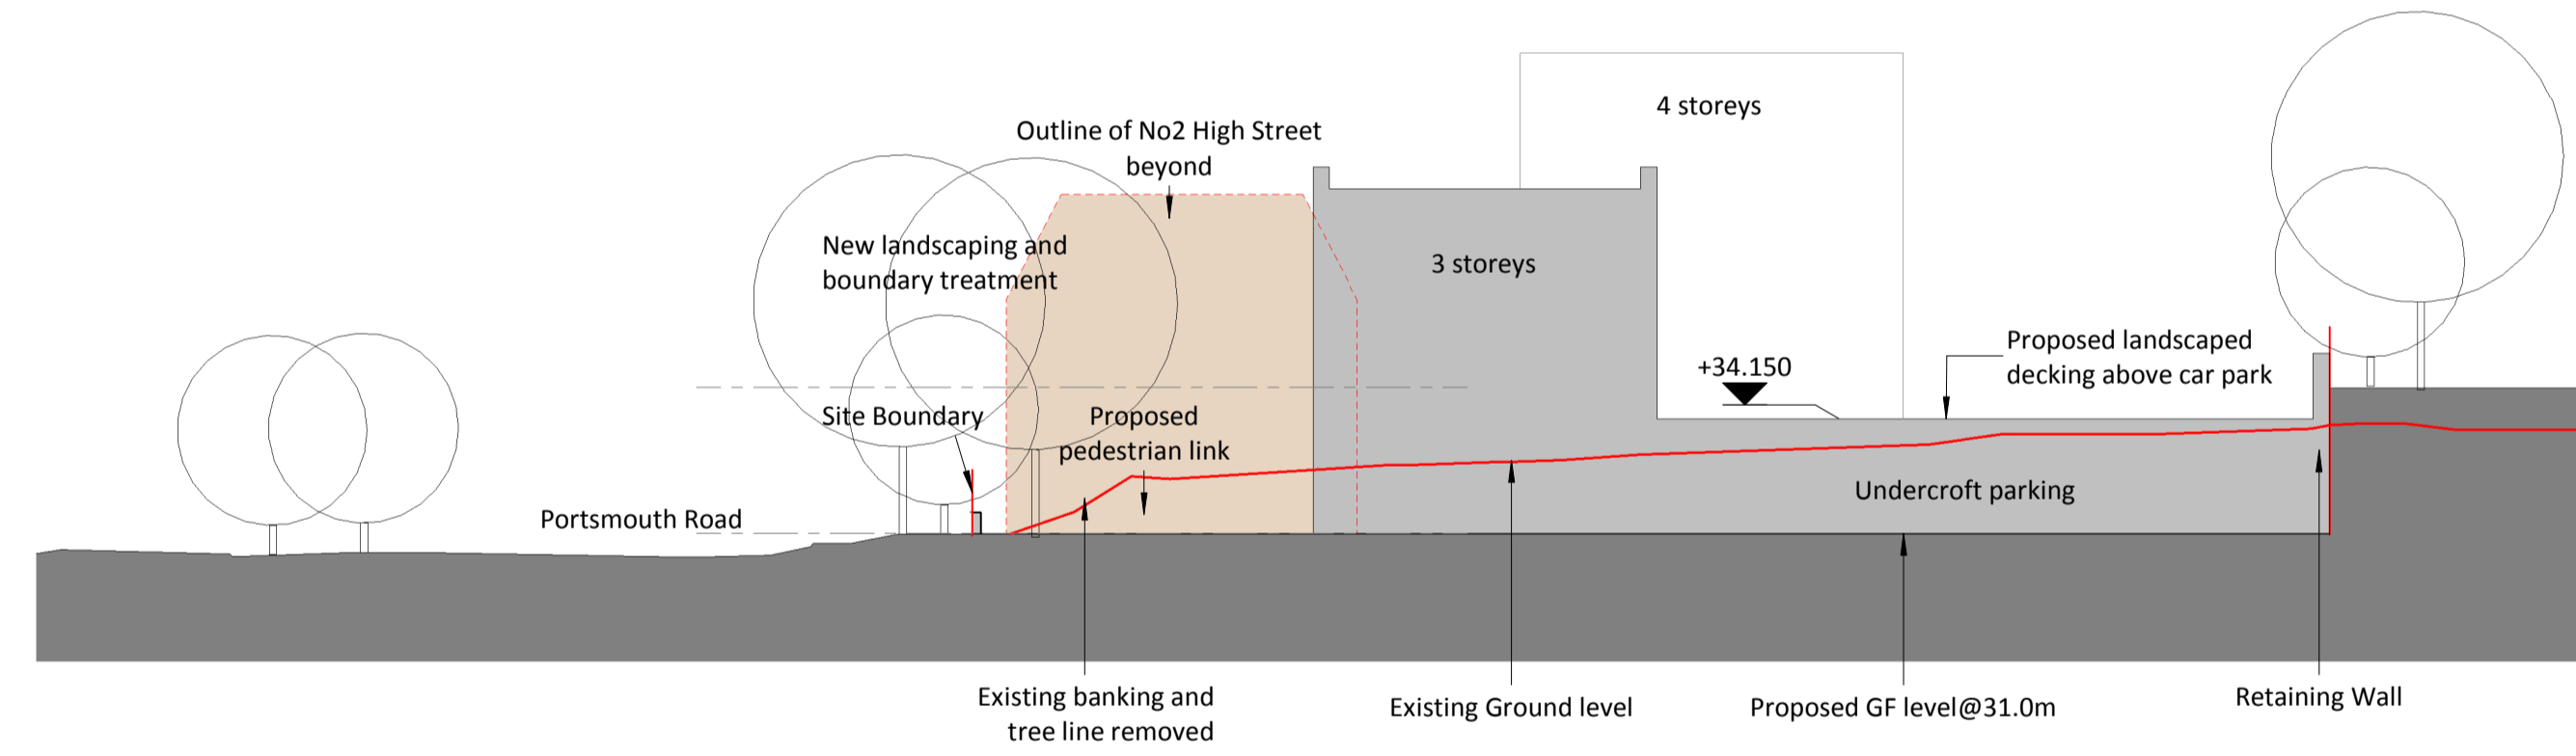 4 storeys
Outline of No2 High Street
beyond
New landscaping and
boundary treatment
3 storeys
Proposed landscaped
decking above car park
+34.150
Site Boundary
Proposed
pedestrian link
Undercroft parking
Portsmouth Road
Existing banking and
tree line removed
Existing Ground level
Proposed GF level@31.0m
Retaining Wall